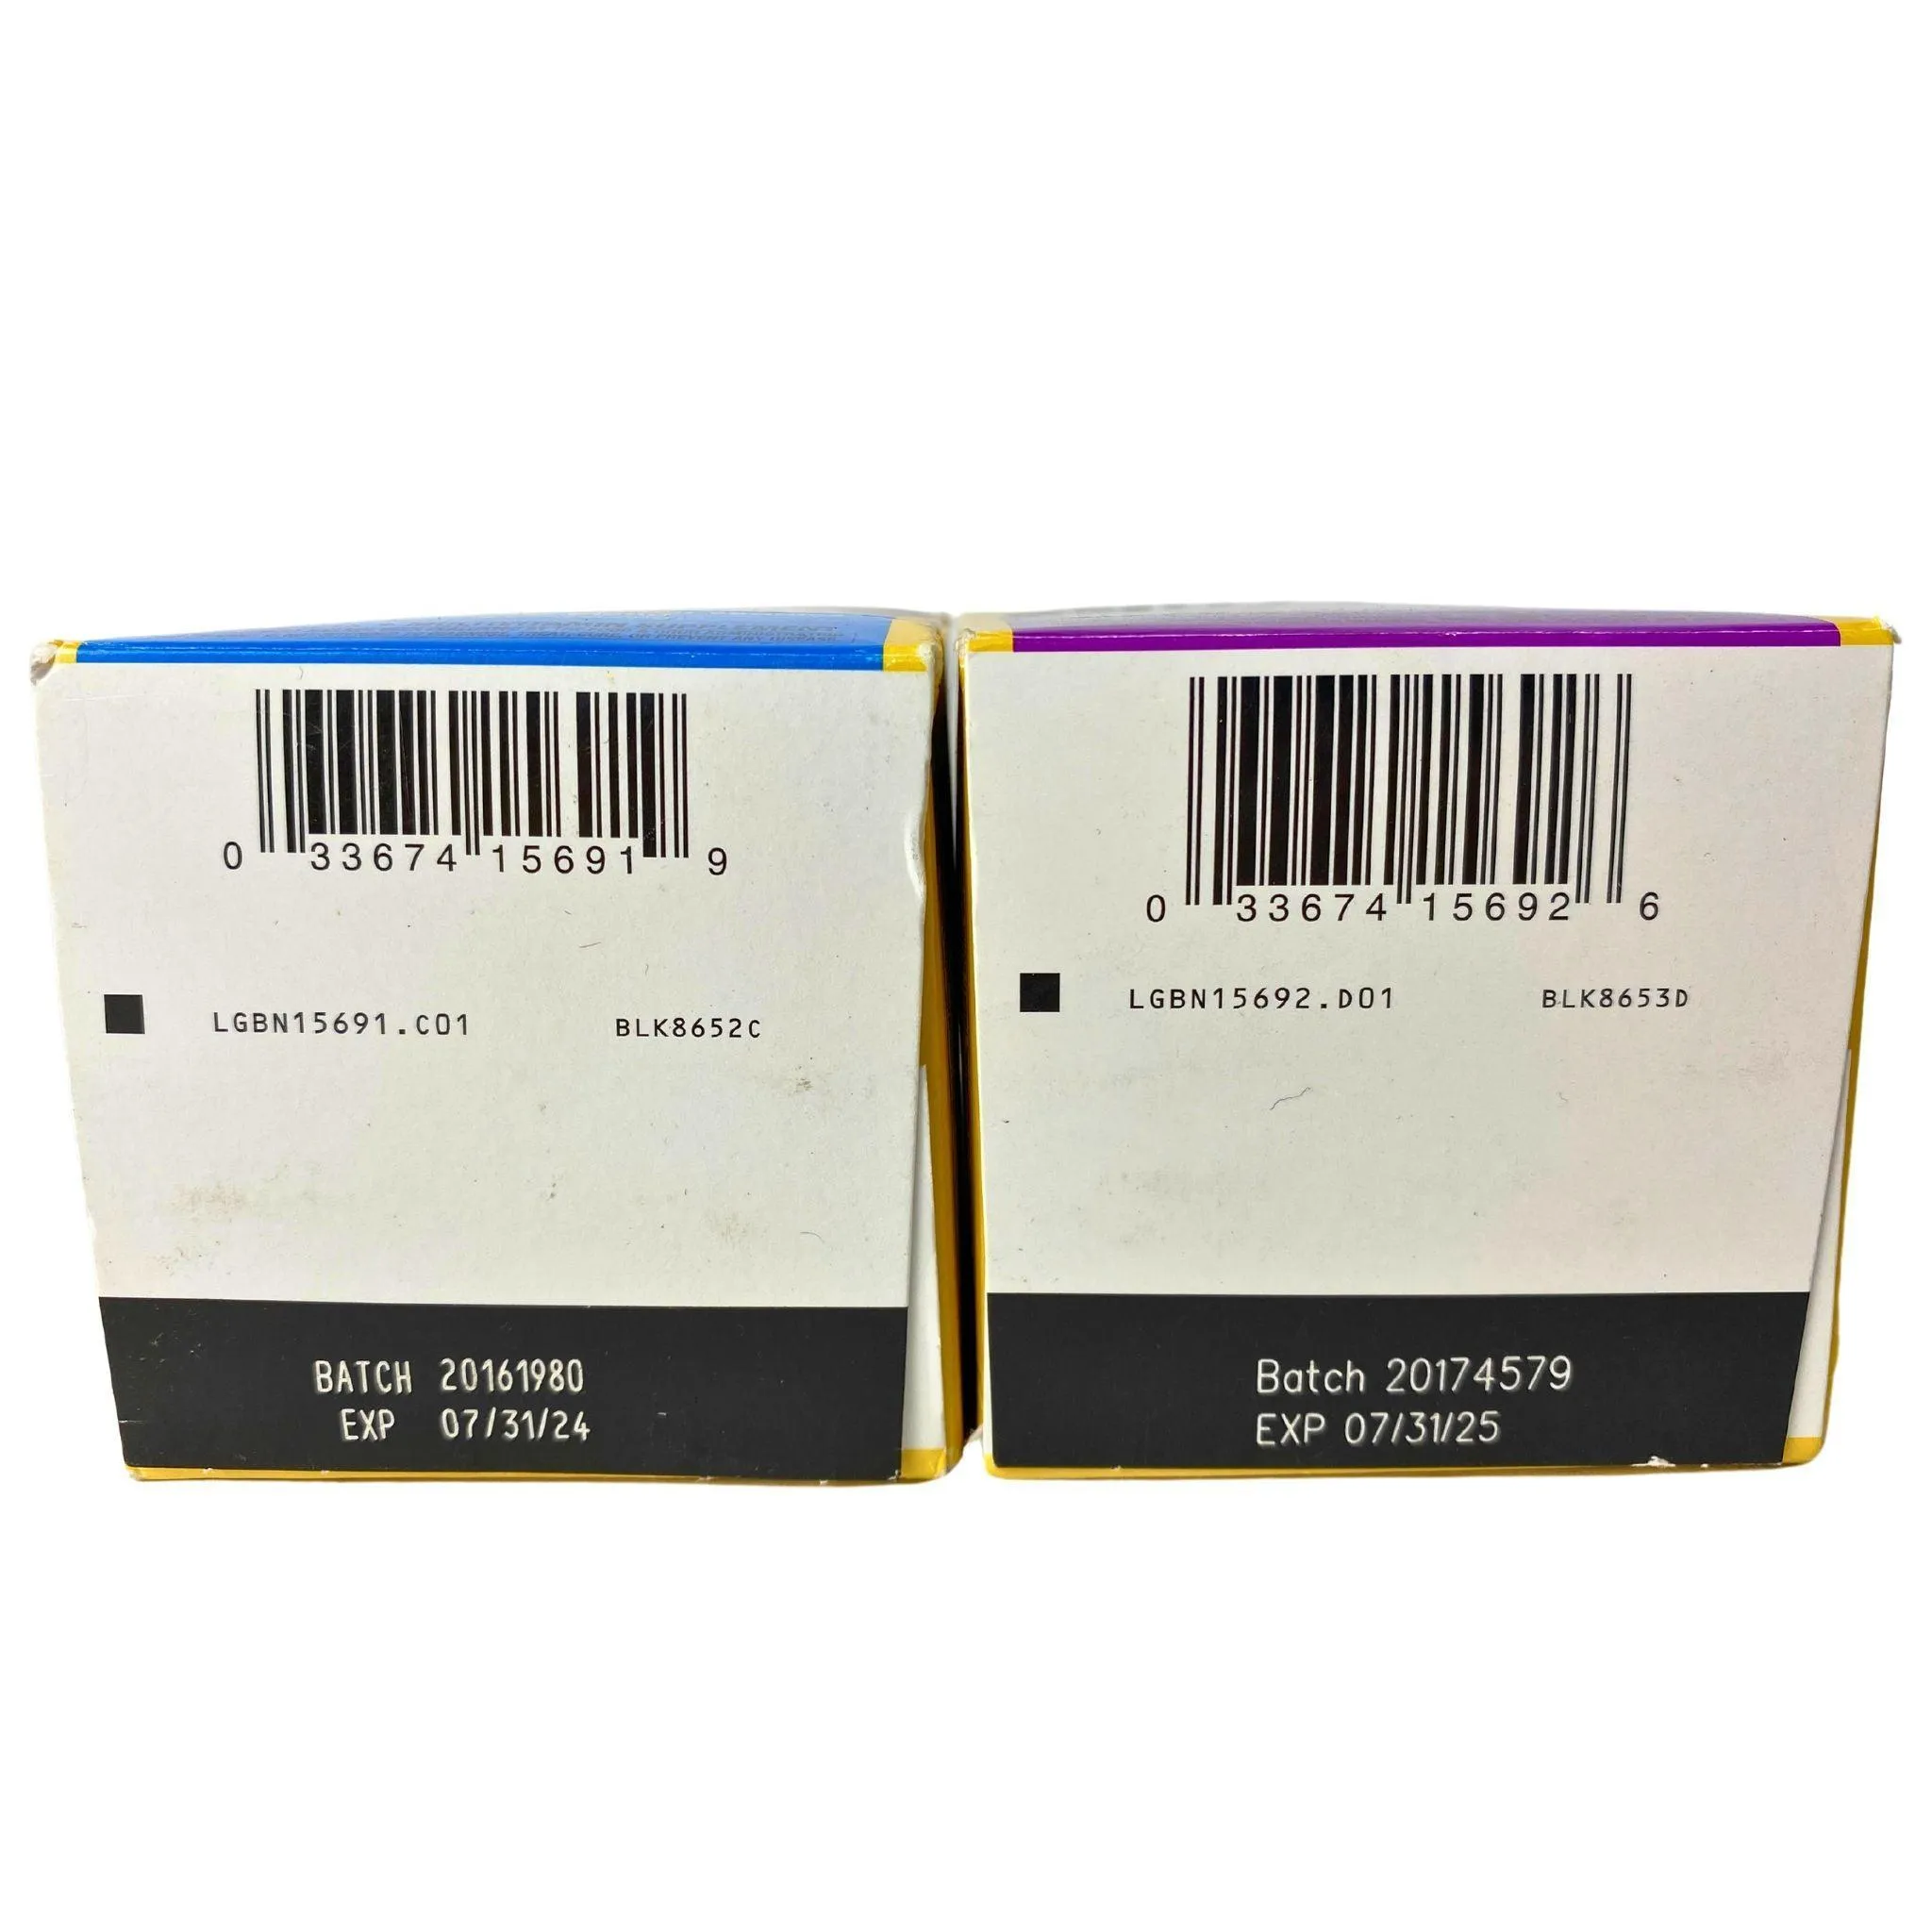 0 33674 15691 9
LGBN15691.C01 BLK8652C
BATCH 20161980
EXP 07/31/24
0 33674 15692 6
LGBN15692.D01 BLK8653D
Batch 20174579
EXP 07/31/25